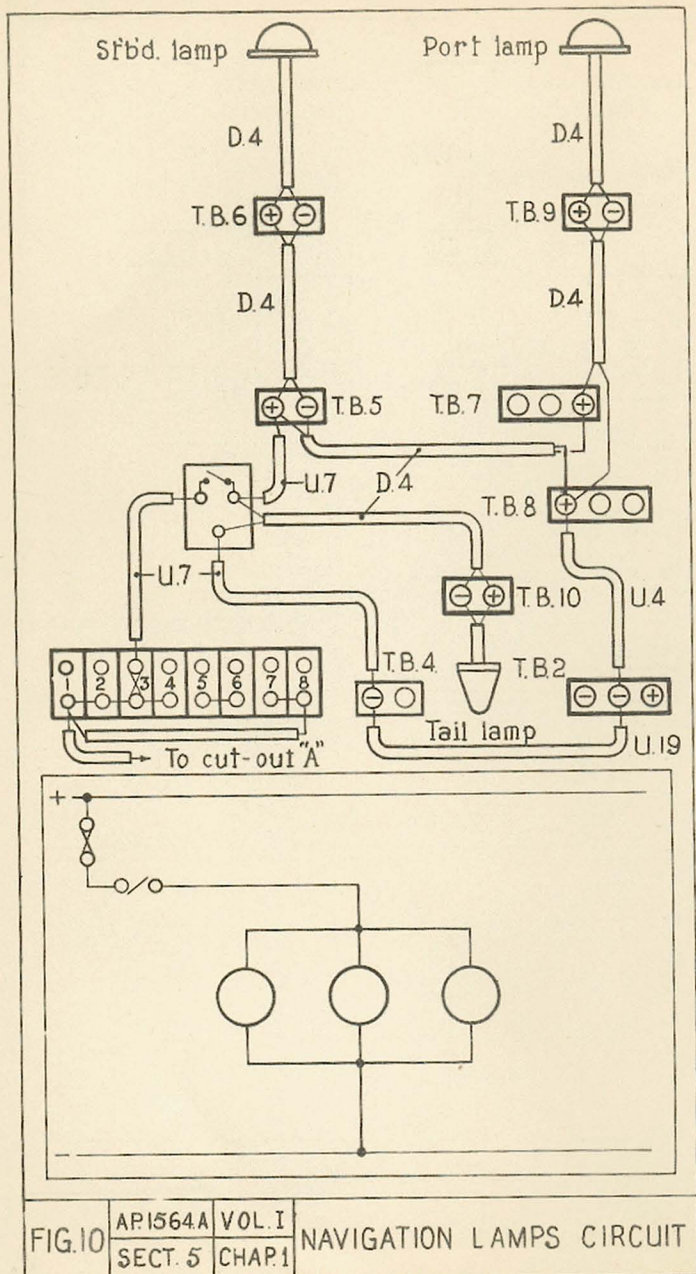 Stbd. lamp
Port lamp
D.4
D.4
T.B.6 + −
T.B.9 + −
D.4
D.4
+ − T.B.5
T.B.7 +
U.7
D.4
T.B.8 +
U.7
− + T.B.10
U.4
T.B.4
T.B.2
1 2 3 4 5 6 7 8
−
− − +
Tail lamp
To cut-out "A"
U.19
+
−
FIG.10
A.P.1564.A VOL. I
SECT. 5 CHAP. 1
NAVIGATION LAMPS CIRCUIT